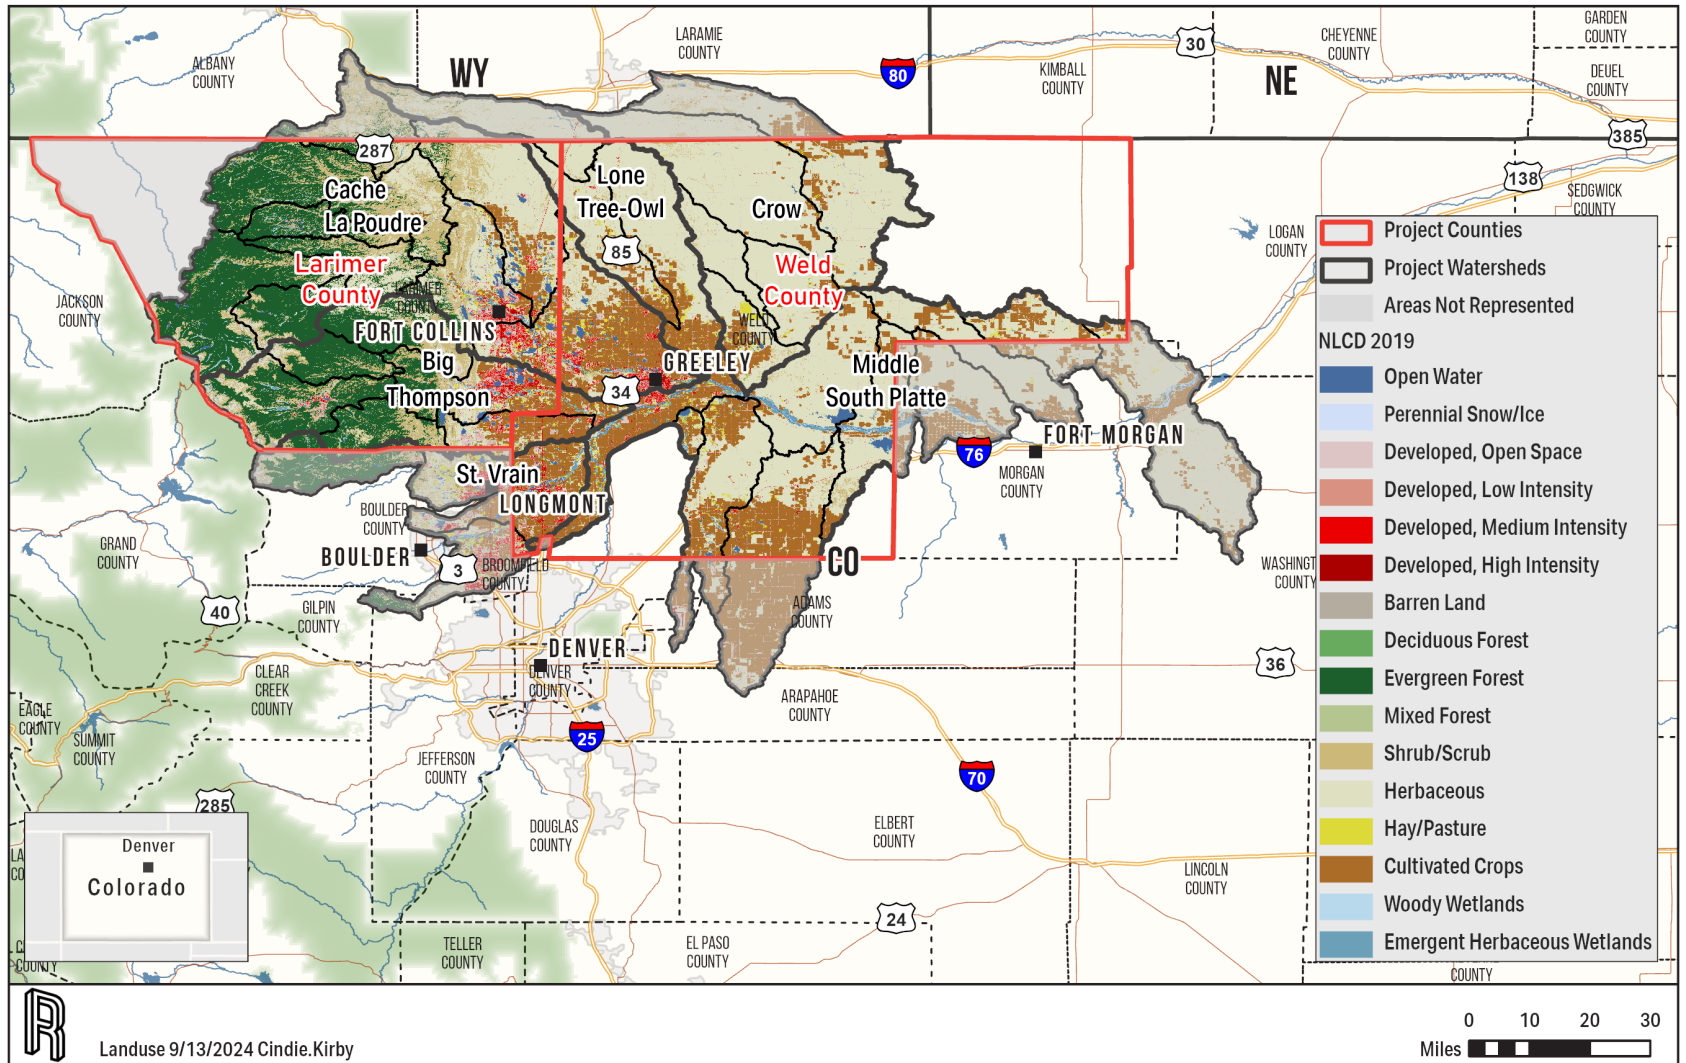 LARAMIE
COUNTY
ALBANY
COUNTY
WY
80
30
KIMBALL
COUNTY
CHEYENNE
COUNTY
NE
GARDEN
COUNTY
DEUEL
COUNTY
385
138
SEDGWICK
COUNTY
287
Cache
La Poudre
Lone
Tree-Owl
Crow
85
Larimer
County
LARIMER
COUNTY
Weld
County
WELD
COUNTY
LOGAN
COUNTY
JACKSON
COUNTY
FORT COLLINS
Big
Thompson
GREELEY
34
Middle
South Platte
FORT MORGAN
76
MORGAN
COUNTY
St. Vrain
LONGMONT
BOULDER
COUNTY
BOULDER
3
BROOMFIELD
COUNTY
CO
GRAND
COUNTY
WASHINGT
COUNTY
40
GILPIN
COUNTY
ADAMS
COUNTY
DENVER
DENVER
COUNTY
36
CLEAR
CREEK
COUNTY
ARAPAHOE
COUNTY
EAGLE
COUNTY
SUMMIT
COUNTY
25
JEFFERSON
COUNTY
70
285
DOUGLAS
COUNTY
ELBERT
COUNTY
LINCOLN
COUNTY
LA
CO
24
TELLER
COUNTY
EL PASO
COUNTY
COUNTY
COUNTY
Denver
Colorado
Project Counties
Project Watersheds
Areas Not Represented
NLCD 2019
Open Water
Perennial Snow/Ice
Developed, Open Space
Developed, Low Intensity
Developed, Medium Intensity
Developed, High Intensity
Barren Land
Deciduous Forest
Evergreen Forest
Mixed Forest
Shrub/Scrub
Herbaceous
Hay/Pasture
Cultivated Crops
Woody Wetlands
Emergent Herbaceous Wetlands
R
Landuse 9/13/2024 Cindie.Kirby
0 10 20 30
Miles